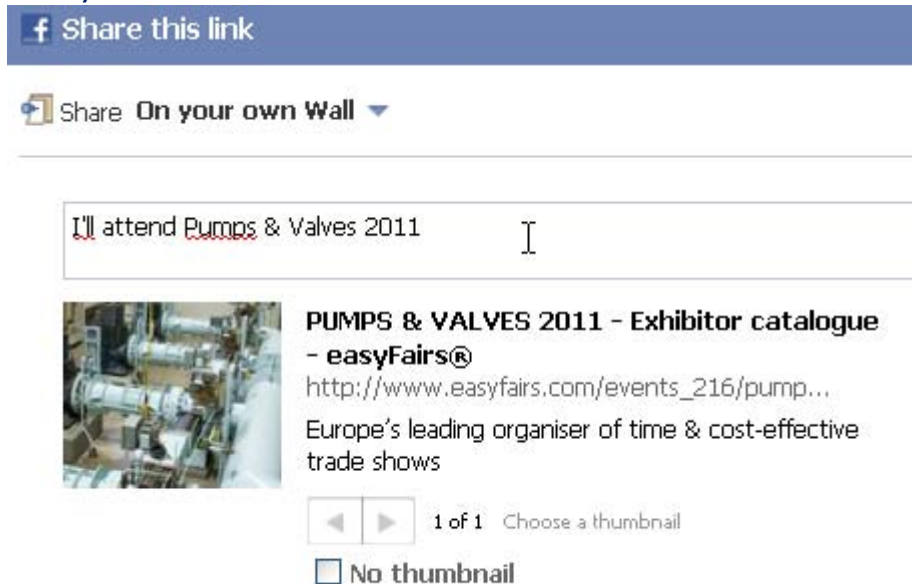 Share this link
Share On your own Wall
I'll attend Pumps & Valves 2011
PUMPS & VALVES 2011 - Exhibitor catalogue
- easyFairs®
http://www.easyfairs.com/events_216/pump...
Europe's leading organiser of time & cost-effective
trade shows
1 of 1 Choose a thumbnail
No thumbnail